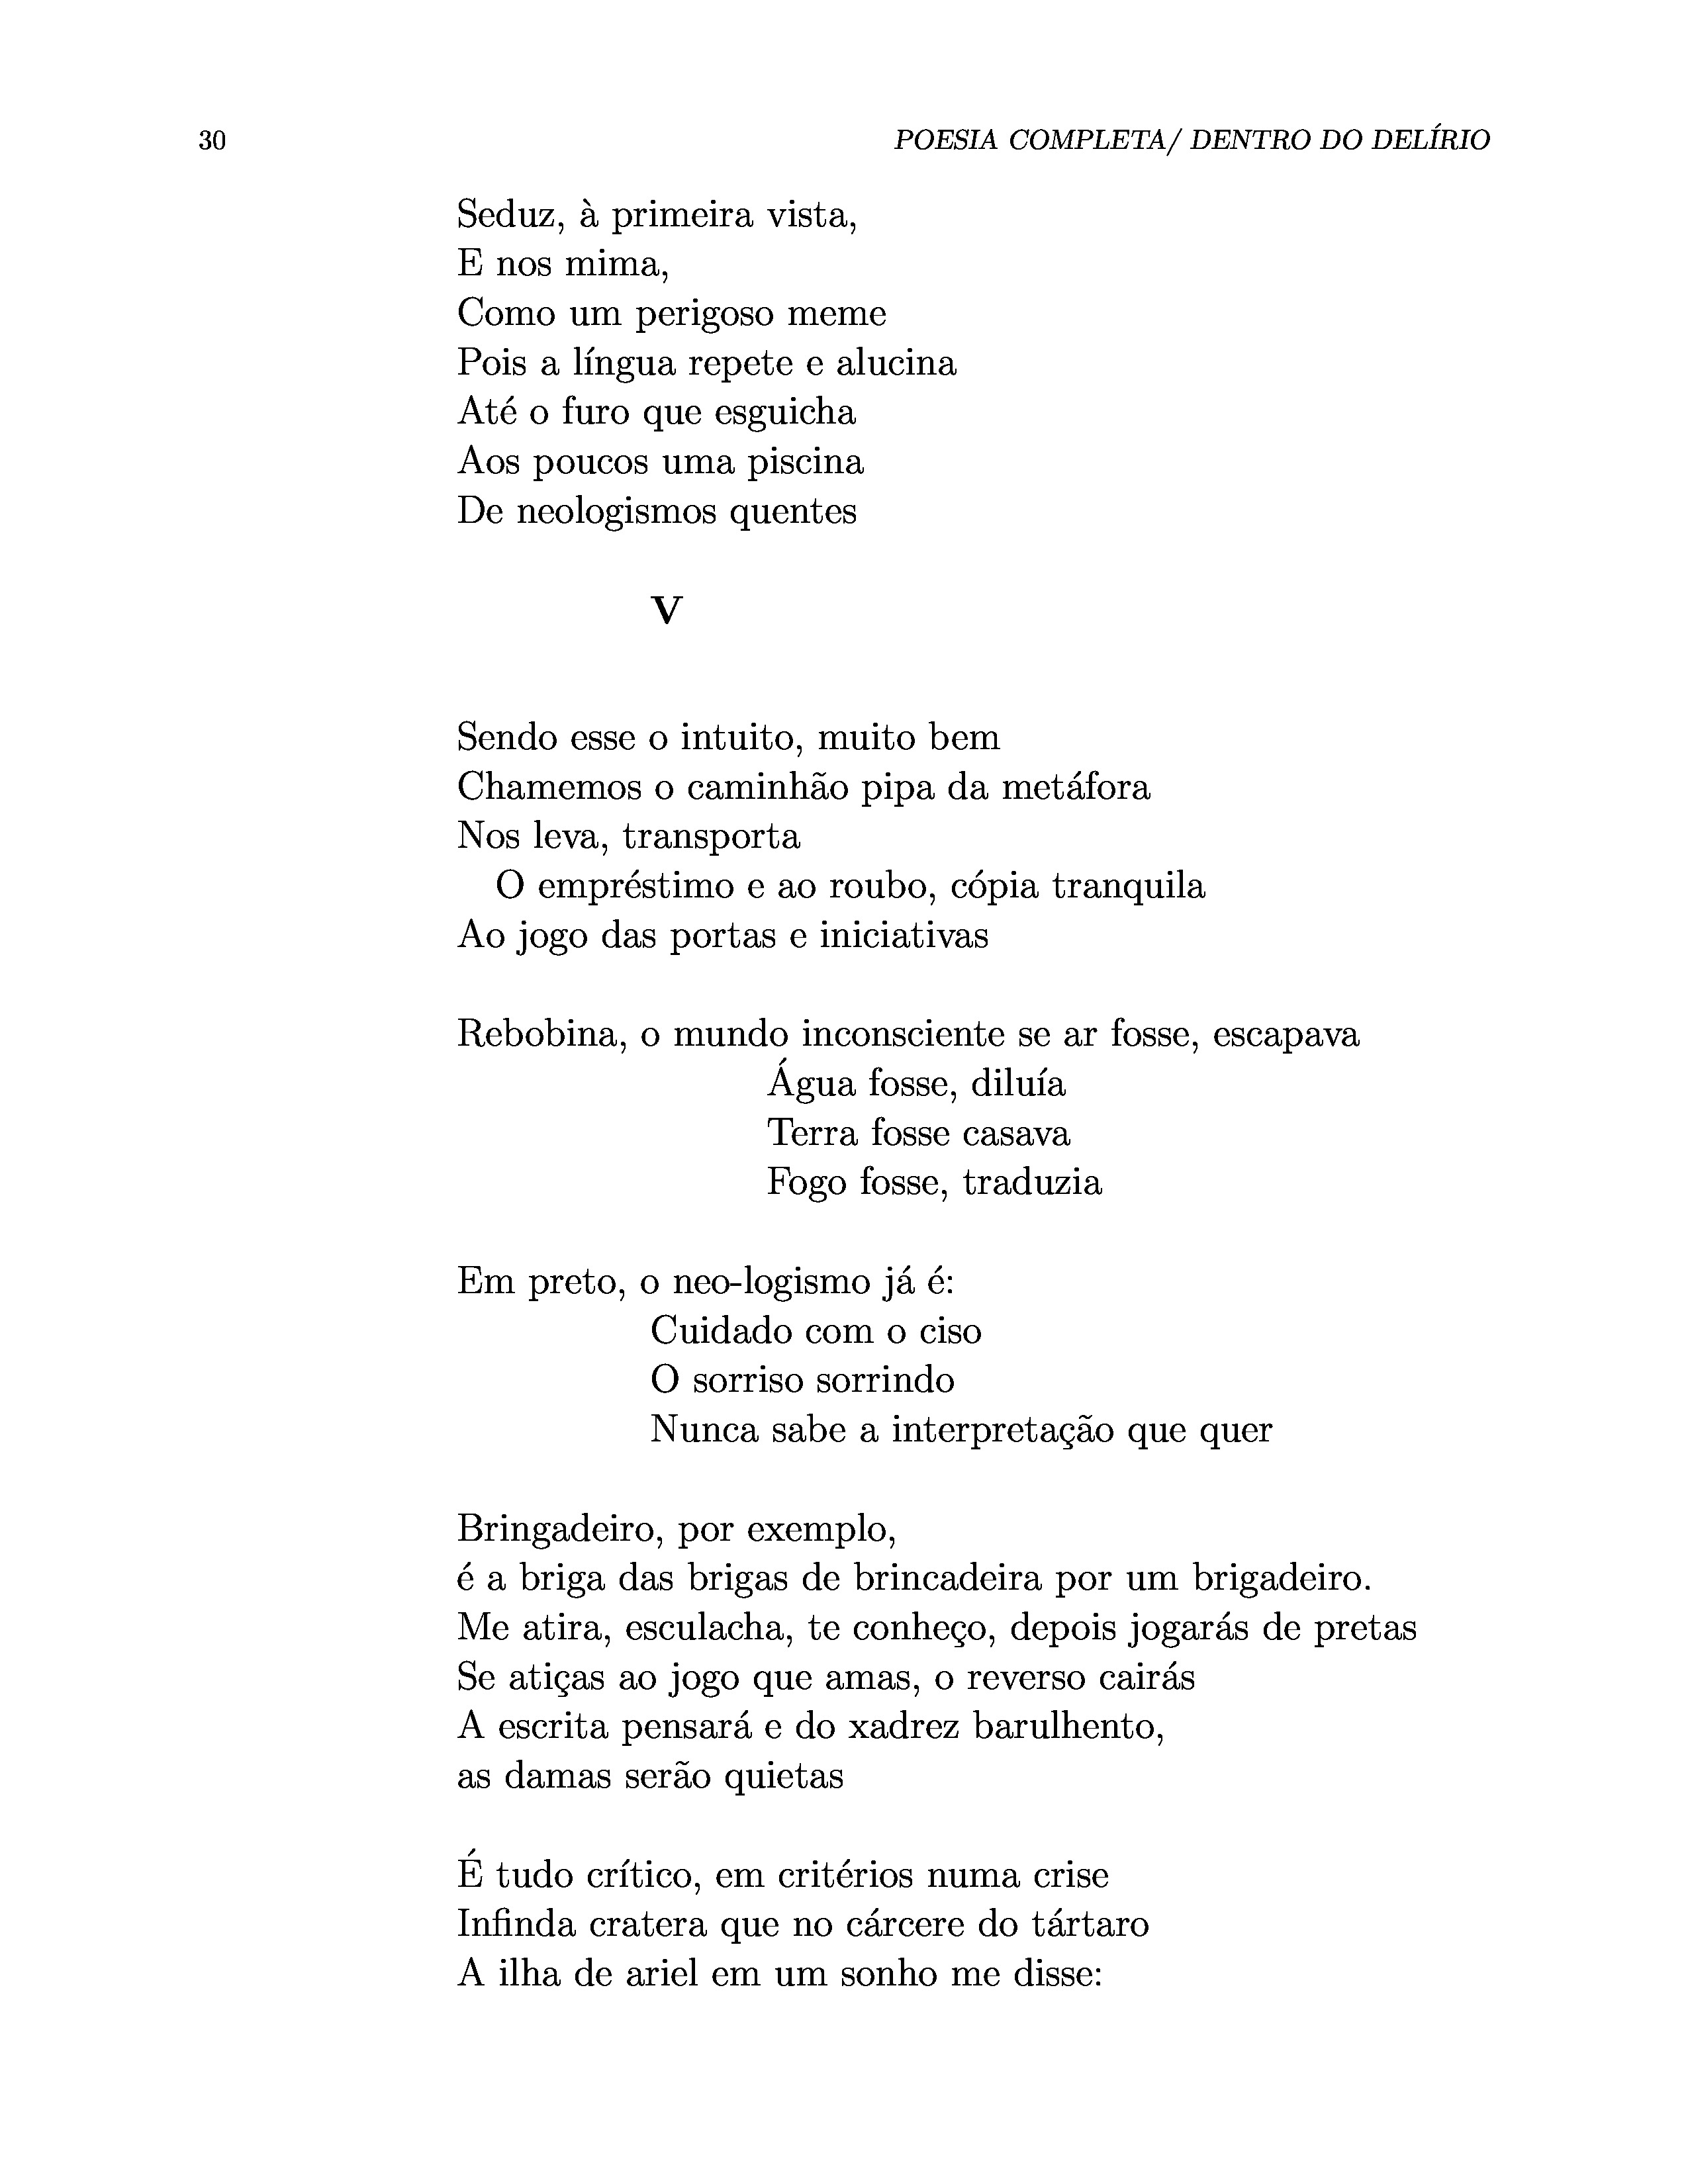 30 POESIA COMPLETA/ DENTRO DO DELÍRIO
Seduz, à primeira vista,
E nos mima,
Como um perigoso meme
Pois a língua repete e alucina
Até o furo que esguicha
Aos poucos uma piscina
De neologismos quentes
V
Sendo esse o intuito, muito bem
Chamemos o caminhão pipa da metáfora
Nos leva, transporta
O empréstimo e ao roubo, cópia tranquila
Ao jogo das portas e iniciativas
Rebobina, o mundo inconsciente se ar fosse, escapava
Água fosse, diluía
Terra fosse casava
Fogo fosse, traduzia
Em preto, o neo-logismo já é:
Cuidado com o ciso
O sorriso sorrindo
Nunca sabe a interpretação que quer
Bringadeiro, por exemplo,
é a briga das brigas de brincadeira por um brigadeiro.
Me atira, esculacha, te conheço, depois jogarás de pretas
Se atiças ao jogo que amas, o reverso cairás
A escrita pensará e do xadrez barulhento,
as damas serão quietas
É tudo crítico, em critérios numa crise
Infinda cratera que no cárcere do tártaro
A ilha de ariel em um sonho me disse: